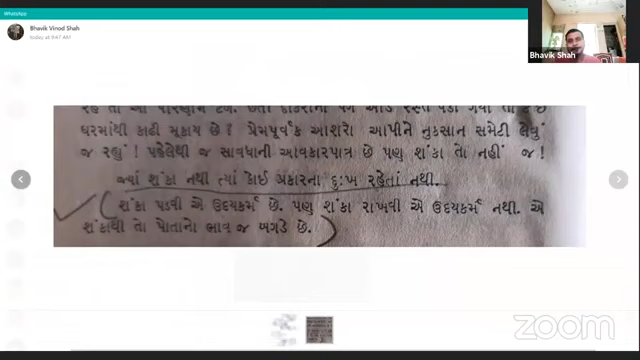 WhatsApp
Bhavik Vinod Shah
today at 9:47 AM
Bhavik Shah
ઘરમાંથી કાઢી મૂકાય છે? પ્રેમપૂર્વક આશરો આપીને નુકસાન સમેટી લેવું
જ રહ્યું! પહેલેથી જ સાવધાની આવકારપાત્ર છે પણ શંકા તો નહીં જ!
જ્યાં શંકા નથી ત્યાં કોઈ પ્રકારના દુઃખ રહેતાં નથી.
શંકા પડવી એ ઉદયકર્મ છે. પણ શંકા રાખવી એ ઉદયકર્મ નથી. એ
શંકાથી તો પોતાનો ભાવ જ બગડે છે.
zoom